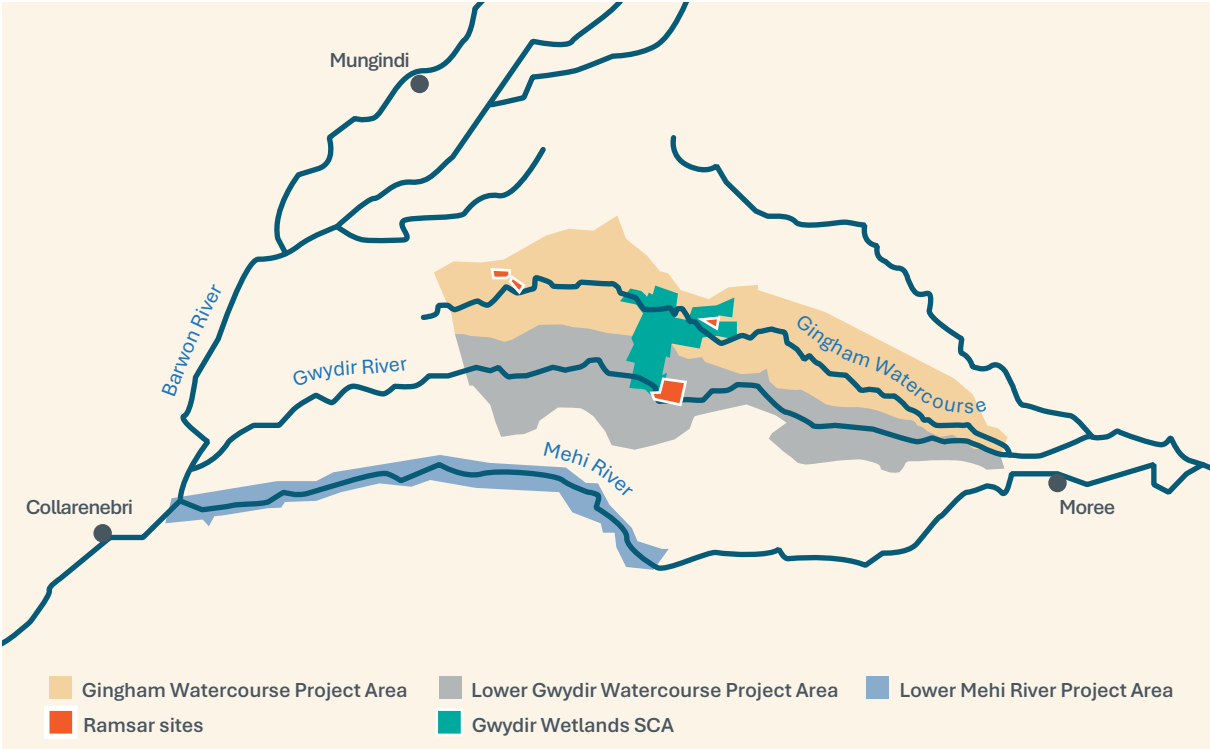 Mungindi
Barwon River
Gwydir River
Gingham Watercourse
Mehi River
Collarenebri
Moree
Gingham Watercourse Project Area
Lower Gwydir Watercourse Project Area
Lower Mehi River Project Area
Ramsar sites
Gwydir Wetlands SCA